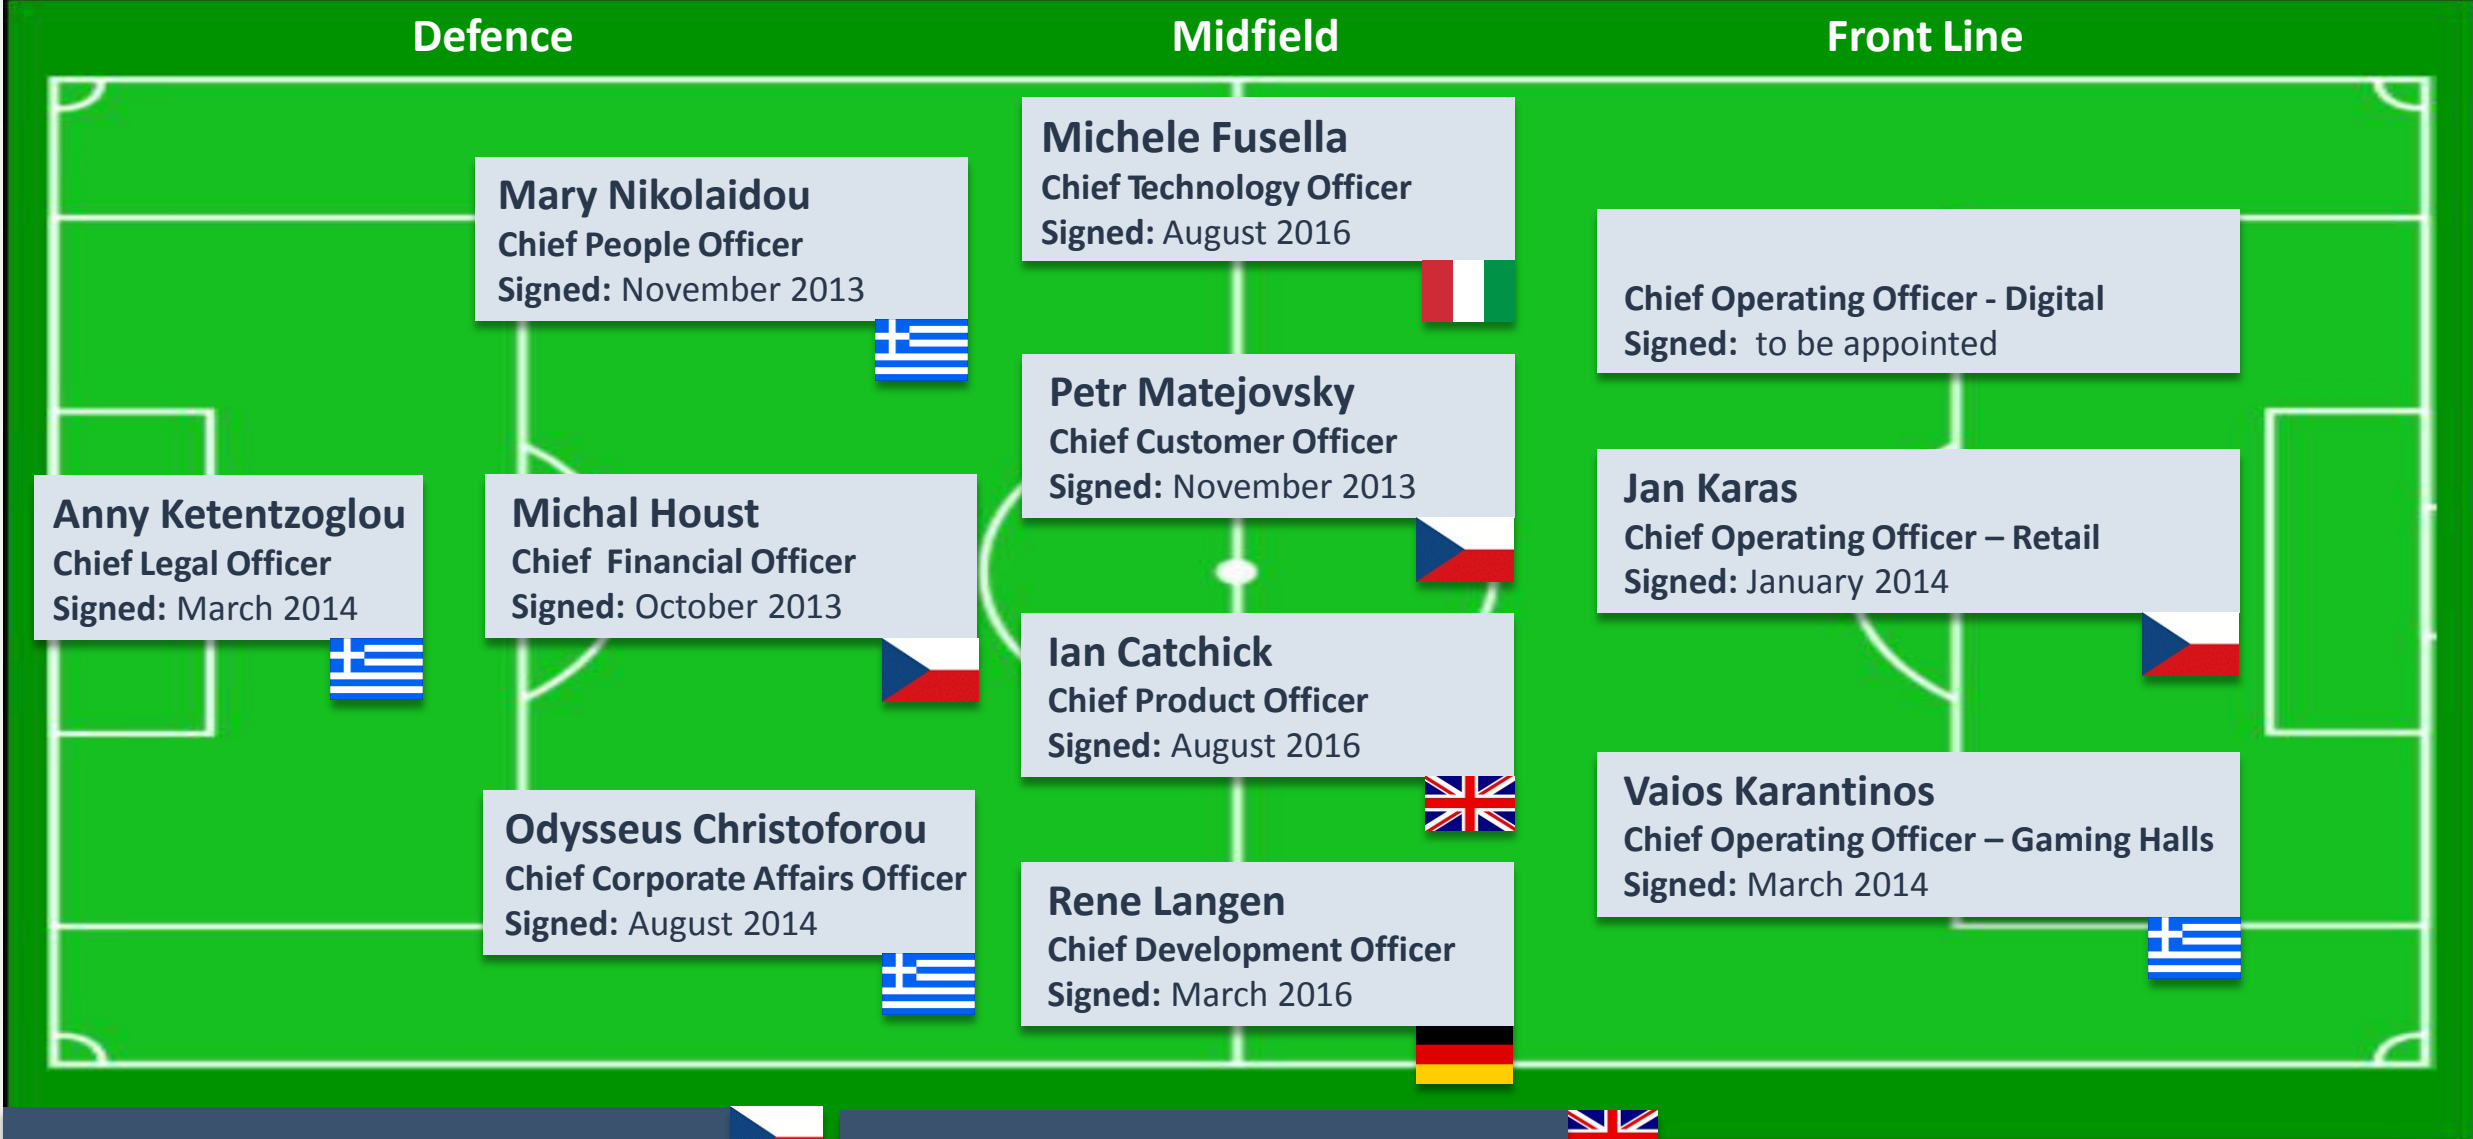 Defence
Midfield
Front Line
Anny Ketentzoglou
Chief Legal Officer
Signed: March 2014
Mary Nikolaidou
Chief People Officer
Signed: November 2013
Michal Houst
Chief  Financial Officer
Signed: October 2013
Odysseus Christoforou
Chief Corporate Affairs Officer
Signed: August 2014
Michele Fusella
Chief Technology Officer
Signed: August 2016
Petr Matejovsky
Chief Customer Officer
Signed: November 2013
Ian Catchick
Chief Product Officer
Signed: August 2016
Rene Langen
Chief Development Officer
Signed: March 2016
Chief Operating Officer - Digital
Signed:  to be appointed
Jan Karas
Chief Operating Officer – Retail
Signed: January 2014
Vaios Karantinos
Chief Operating Officer – Gaming Halls
Signed: March 2014